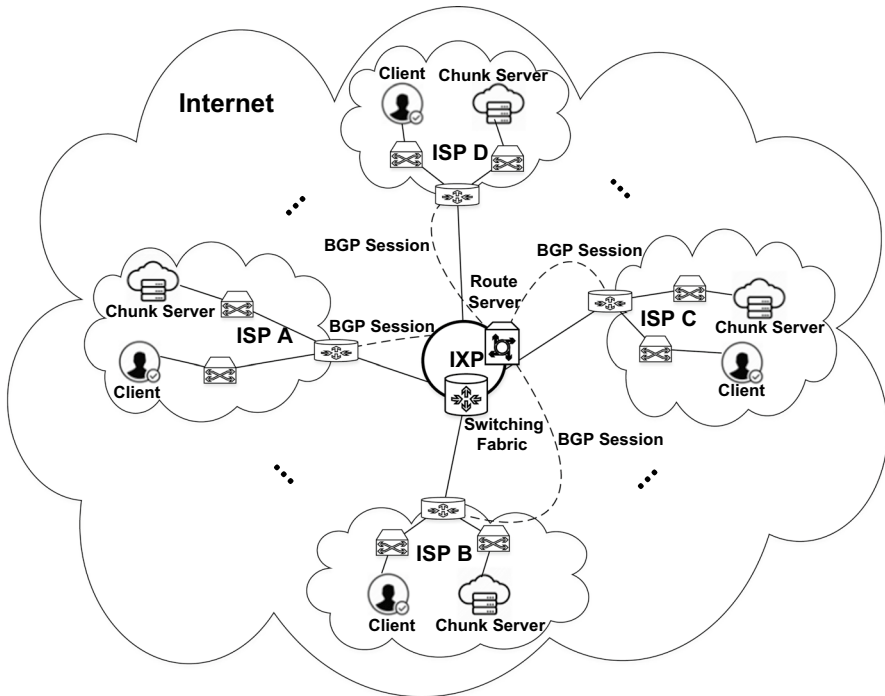 Client
Chunk Server
Internet
ISP D
BGP Session
BGP Session
Route
Server
Chunk Server
ISP A
BGP Session
ISP C
Chunk Server
IXP
Client
Client
Switching
Fabric
BGP Session
ISP B
Client
Chunk Server